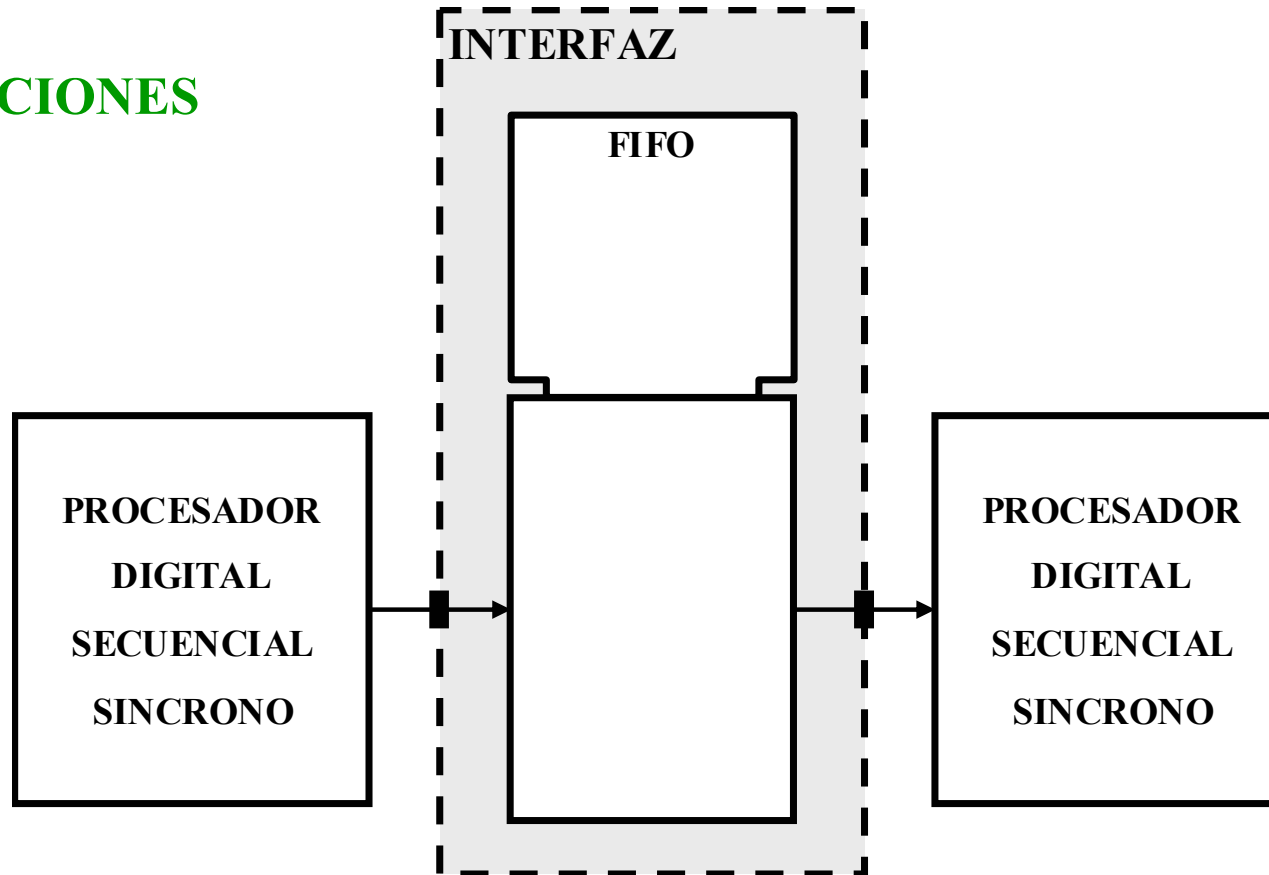 INTERFAZ
CIONES
FIFO
PROCESADOR
DIGITAL
SECUENCIAL
SINCRONO
PROCESADOR
DIGITAL
SECUENCIAL
SINCRONO